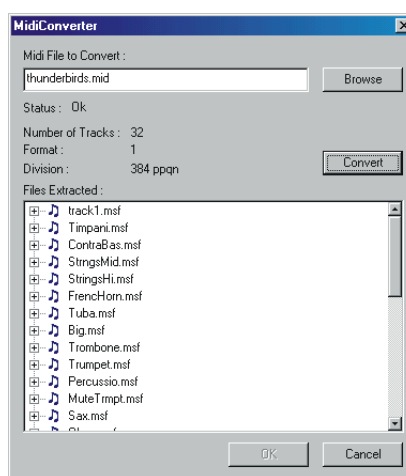 MidiConverter
Midi File to Convert :
thunderbirds.mid Browse
Status : Ok
Number of Tracks : 32
Format : 1
Division : 384 ppqn Convert
Files Extracted :
track1.msf
Timpani.msf
ContraBas.msf
StrngsMid.msf
StringsHi.msf
FrencHorn.msf
Tuba.msf
Big.msf
Trombone.msf
Trumpet.msf
Percussio.msf
MuteTrmpt.msf
Sax.msf
OK Cancel